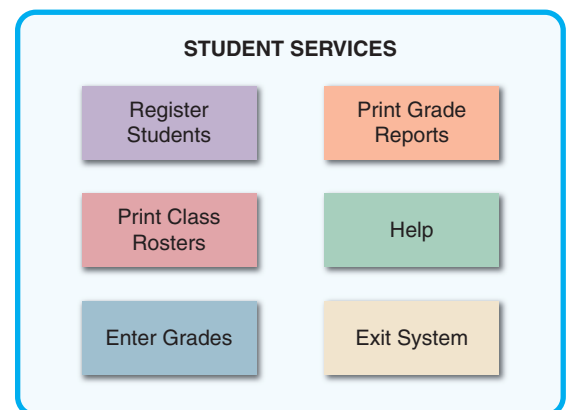 STUDENT SERVICES
Register
Students
Print Grade
Reports
Print Class
Rosters
Help
Enter Grades
Exit System